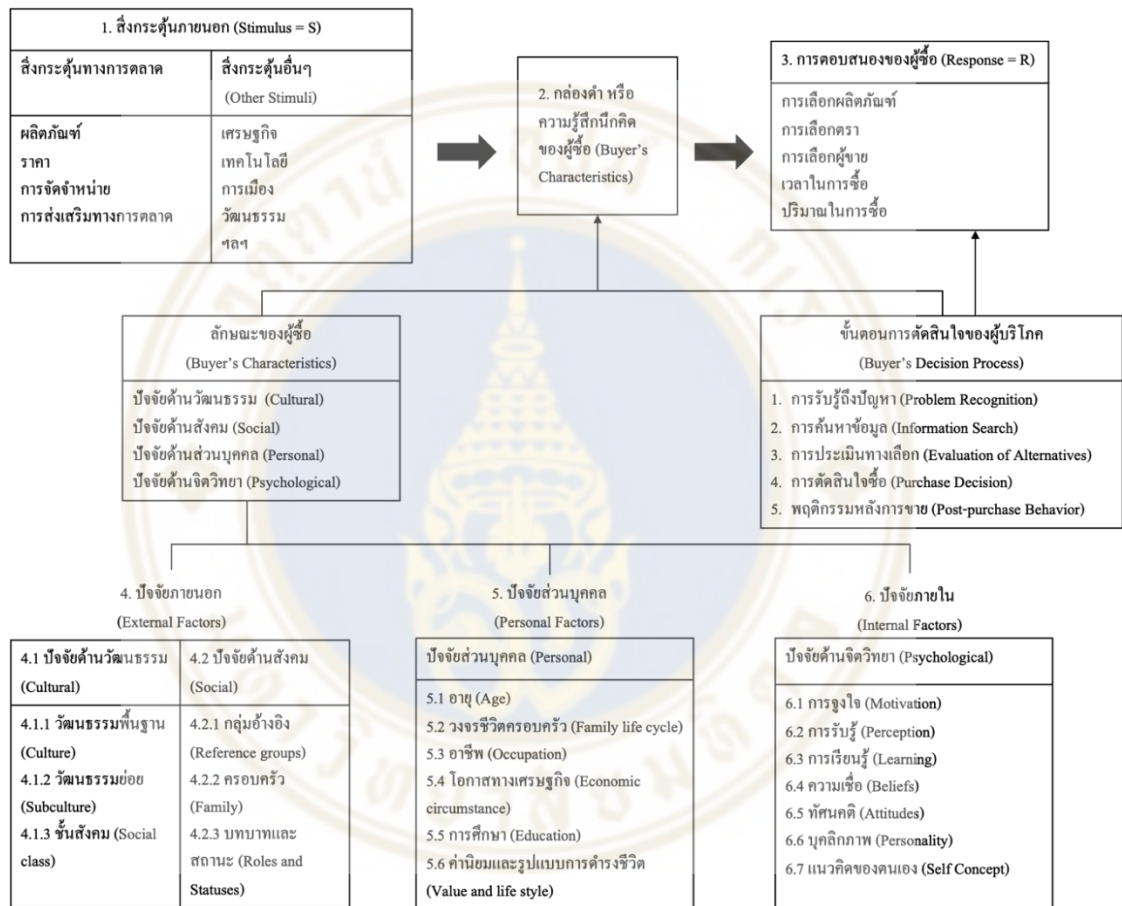 1. สิ่งกระตุ้นภายนอก (Stimulus = S)
สิ่งกระตุ้นทางการตลาด
สิ่งกระตุ้นอื่นๆ
(Other Stimuli)
ผลิตภัณฑ์
ราคา
การจัดจำหน่าย
การส่งเสริมทางการตลาด
เศรษฐกิจ
เทคโนโลยี
การเมือง
วัฒนธรรม
ฯลฯ
2. กล่องดำ หรือ
ความรู้สึกนึกคิด
ของผู้ซื้อ (Buyer's
Characteristics)
3. การตอบสนองของผู้ซื้อ (Response = R)
การเลือกผลิตภัณฑ์
การเลือกตรา
การเลือกผู้ขาย
เวลาในการซื้อ
ปริมาณในการซื้อ
ลักษณะของผู้ซื้อ
(Buyer's Characteristics)
ปัจจัยด้านวัฒนธรรม (Cultural)
ปัจจัยด้านสังคม (Social)
ปัจจัยด้านส่วนบุคคล (Personal)
ปัจจัยด้านจิตวิทยา (Psychological)
ขั้นตอนการตัดสินใจของผู้บริโภค
(Buyer's Decision Process)
1. การรับรู้ถึงปัญหา (Problem Recognition)
2. การค้นหาข้อมูล (Information Search)
3. การประเมินทางเลือก (Evaluation of Alternatives)
4. การตัดสินใจซื้อ (Purchase Decision)
5. พฤติกรรมหลังการขาย (Post-purchase Behavior)
4. ปัจจัยภายนอก
(External Factors)
4.1 ปัจจัยด้านวัฒนธรรม
(Cultural)
4.1.1 วัฒนธรรมพื้นฐาน
(Culture)
4.1.2 วัฒนธรรมย่อย
(Subculture)
4.1.3 ชั้นสังคม (Social
class)
4.2 ปัจจัยด้านสังคม
(Social)
4.2.1 กลุ่มอ้างอิง
(Reference groups)
4.2.2 ครอบครัว
(Family)
4.2.3 บทบาทและ
สถานะ (Roles and
Statuses)
5. ปัจจัยส่วนบุคคล
(Personal Factors)
ปัจจัยส่วนบุคคล (Personal)
5.1 อายุ (Age)
5.2 วงจรชีวิตครอบครัว (Family life cycle)
5.3 อาชีพ (Occupation)
5.4 โอกาสทางเศรษฐกิจ (Economic
circumstance)
5.5 การศึกษา (Education)
5.6 ค่านิยมและรูปแบบการดำรงชีวิต
(Value and life style)
6. ปัจจัยภายใน
(Internal Factors)
ปัจจัยด้านจิตวิทยา (Psychological)
6.1 การจูงใจ (Motivation)
6.2 การรับรู้ (Perception)
6.3 การเรียนรู้ (Learning)
6.4 ความเชื่อ (Beliefs)
6.5 ทัศนคติ (Attitudes)
6.6 บุคลิกภาพ (Personality)
6.7 แนวคิดของตนเอง (Self Concept)